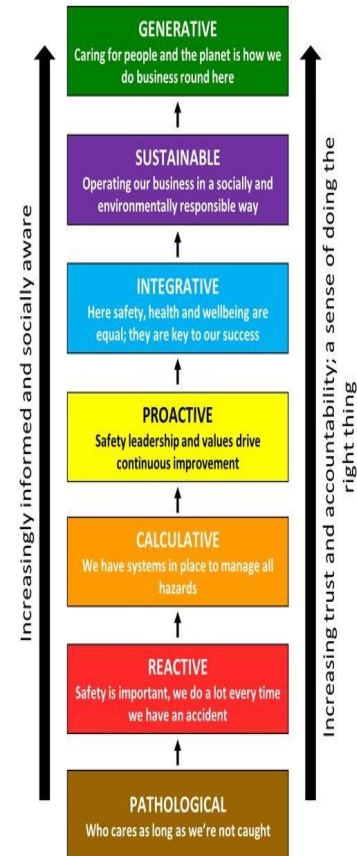 GENERATIVE
Caring for people and the planet is how we
do business round here
SUSTAINABLE
Operating our business in a socially and
environmentally responsible way
INTEGRATIVE
Here safety, health and wellbeing are
equal; they are key to our success
PROACTIVE
Safety leadership and values drive
continuous improvement
CALCULATIVE
We have systems in place to manage all
hazards
REACTIVE
Safety is important, we do a lot every time
we have an accident
PATHOLOGICAL
Who cares as long as we're not caught
Increasingly informed and socially aware
Increasing trust and accountability; a sense of doing the
right thing